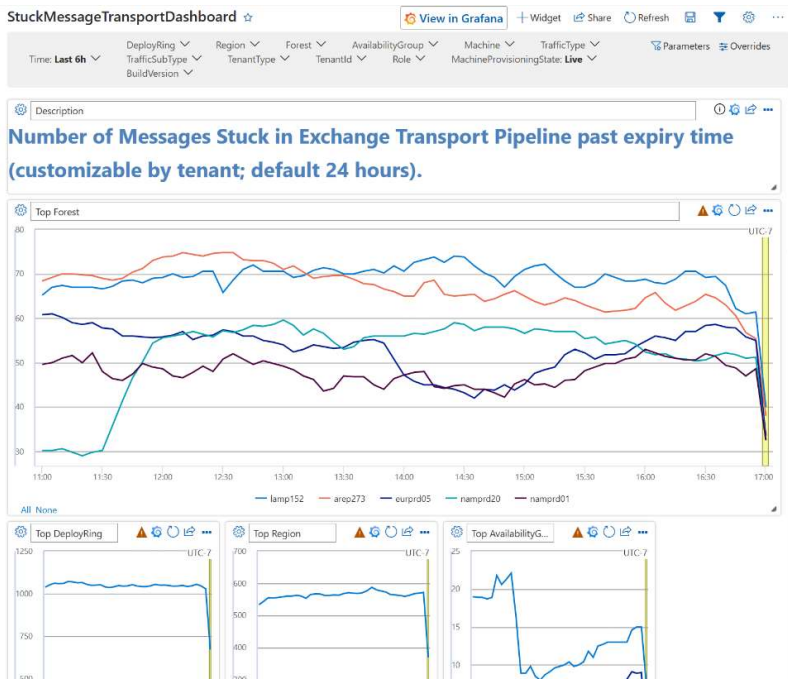 StuckMessageTransportDashboard
View in Grafana
Widget
Share
Refresh
Time: Last 6h
DeployRing Region Forest AvailabilityGroup Machine TrafficType
TrafficSubType TenantType TenantId Role MachineProvisioningState: Live
BuildVersion
Parameters
Overrides
Description
Number of Messages Stuck in Exchange Transport Pipeline past expiry time
(customizable by tenant; default 24 hours).
Top Forest
UTC-7
80
70
60
50
40
30
11:00 11:30 12:00 12:30 13:00 13:30 14:00 14:30 15:00 15:30 16:00 16:30 17:00
lamp152 arep273 eurprd05 namprd20 namprd01
All None
Top DeployRing
UTC-7
1250
1000
750
500
Top Region
UTC-7
700
600
500
400
300
Top AvailabilityG...
UTC-7
25
20
15
10